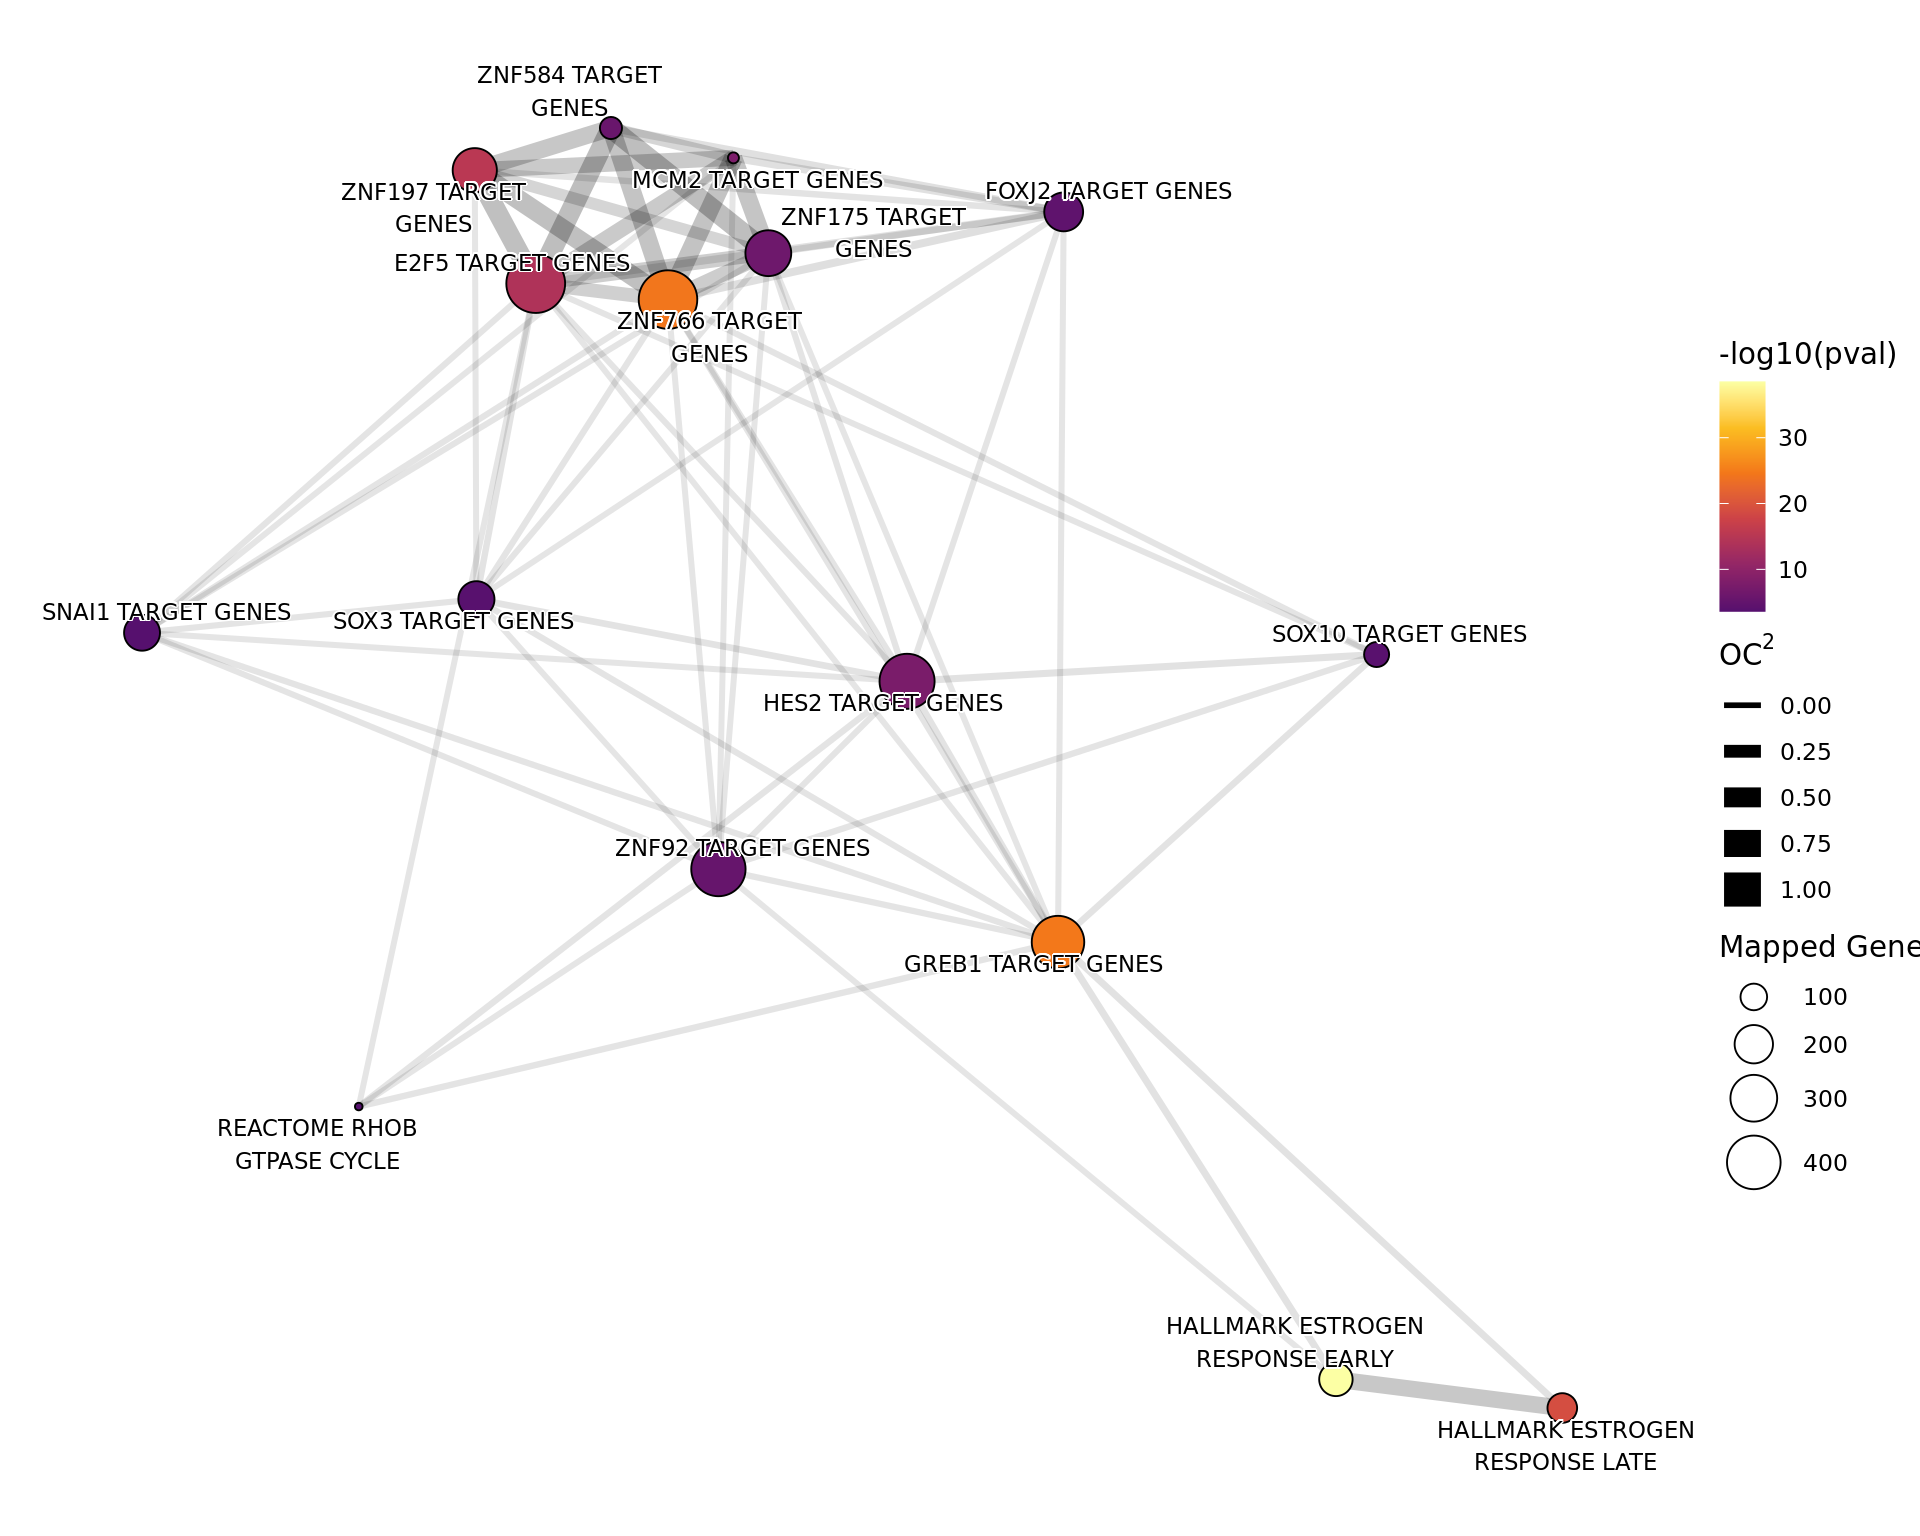 ZNF584 TARGET
GENES
MCM2 TARGET GENES
ZNF197 TARGET
GENES
FOXJ2 TARGET GENES
ZNF175 TARGET
GENES
E2F5 TARGET GENES
ZNF766 TARGET
GENES
SNAI1 TARGET GENES
SOX3 TARGET GENES
SOX10 TARGET GENES
HES2 TARGET GENES
ZNF92 TARGET GENES
GREB1 TARGET GENES
REACTOME RHOB
GTPASE CYCLE
HALLMARK ESTROGEN
RESPONSE EARLY
HALLMARK ESTROGEN
RESPONSE LATE
-log10(pval)
30
20
10
OC²
0.00
0.25
0.50
0.75
1.00
Mapped Gene
100
200
300
400